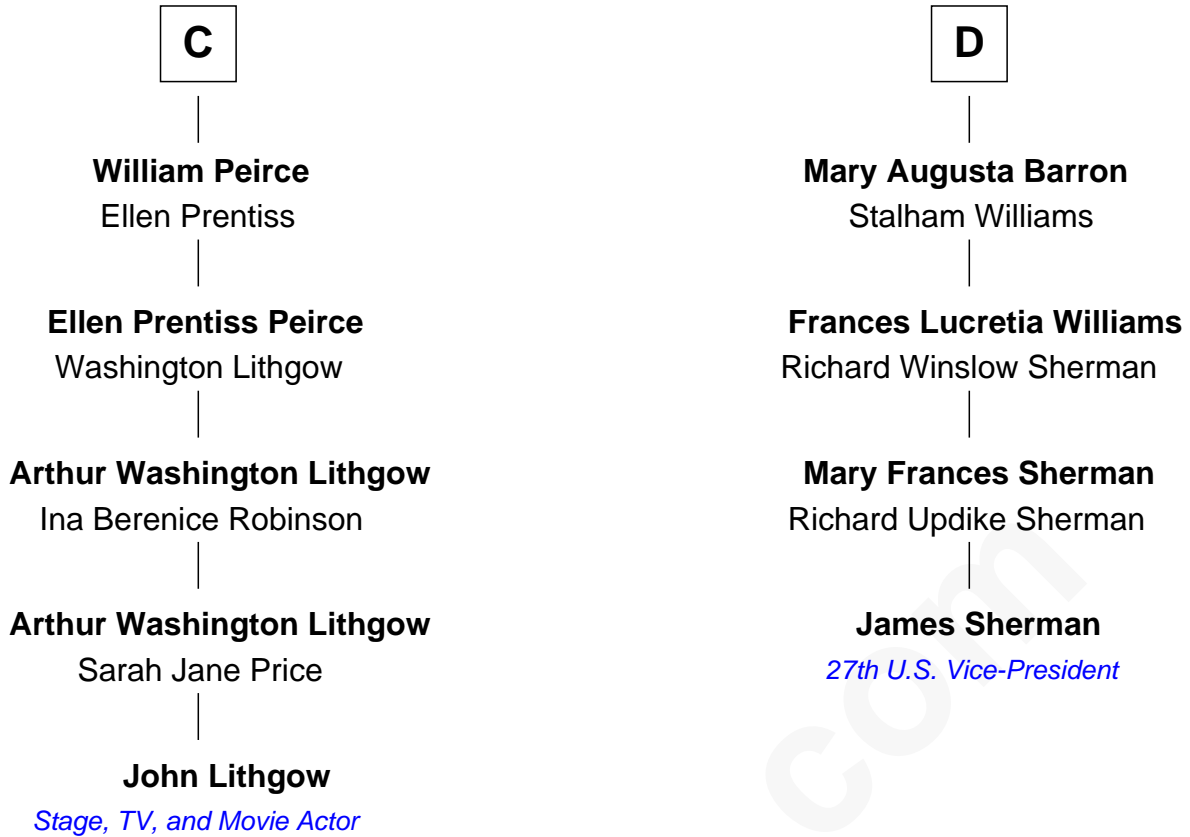 C
William Peirce
Ellen Prentiss
Ellen Prentiss Peirce
Washington Lithgow
Arthur Washington Lithgow
Ina Berenice Robinson
Arthur Washington Lithgow
Sarah Jane Price
John Lithgow
Stage, TV, and Movie Actor
D
Mary Augusta Barron
Stalham Williams
Frances Lucretia Williams
Richard Winslow Sherman
Mary Frances Sherman
Richard Updike Sherman
James Sherman
27th U.S. Vice-President
com